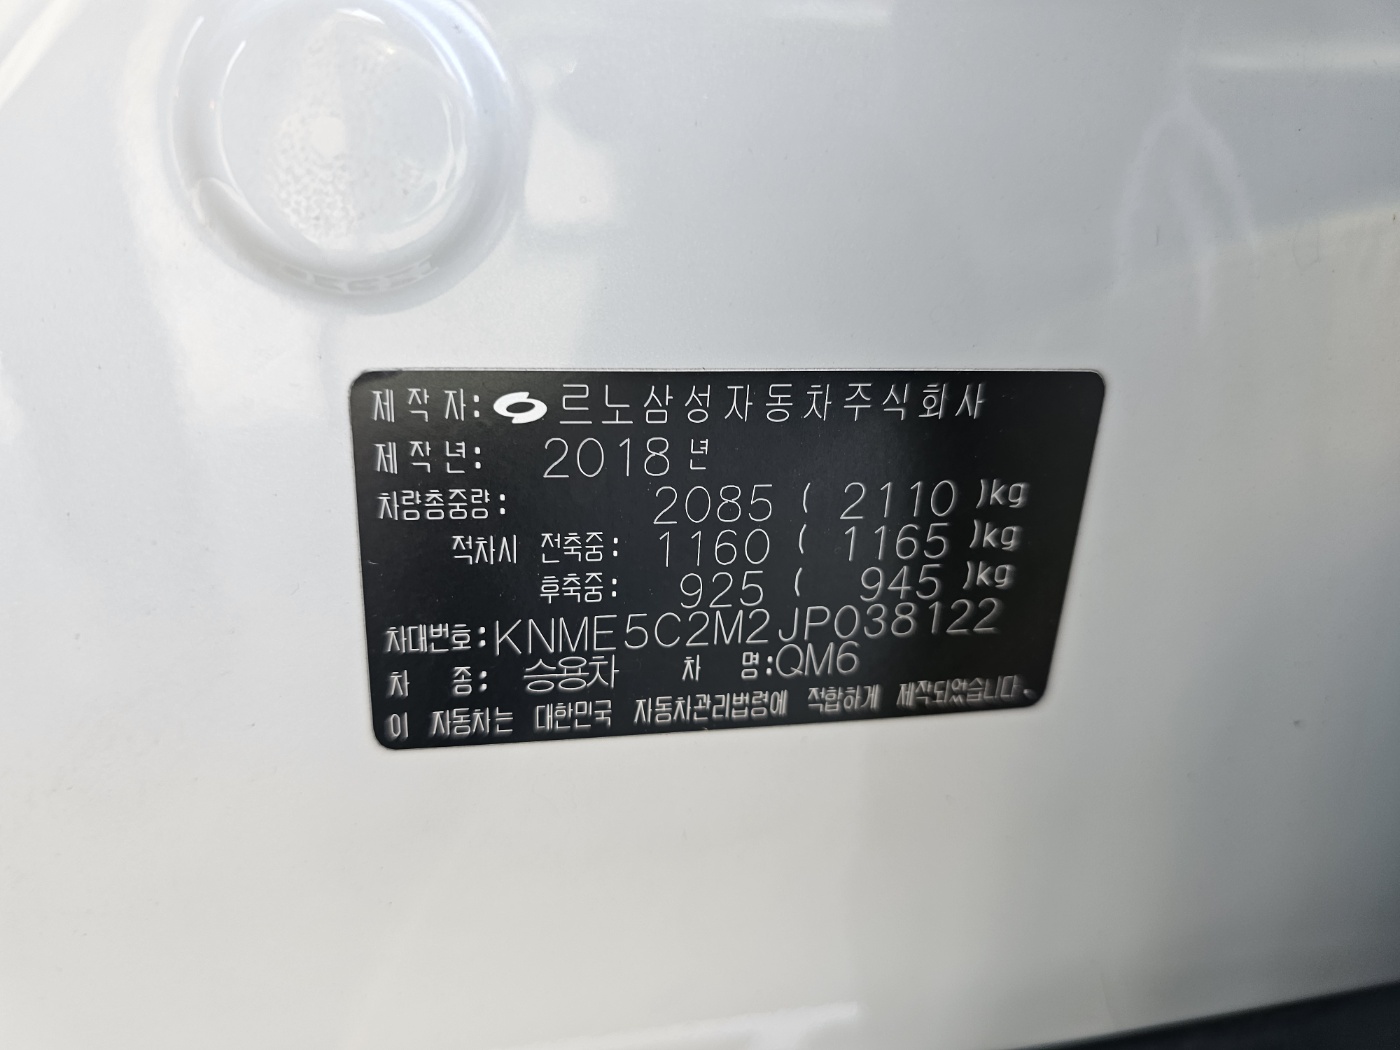 제작자: 르노삼성자동차주식회사
제작년: 2018년
차량총중량: 2085 ( 2110 )kg
적차시 전축중: 1160 ( 1165 )kg
후축중: 925 ( 945 )kg
차대번호: KNME5C2M2JP038122
차 종: 승용차 차 명: QM6
이 자동차는 대한민국 자동차관리법령에 적합하게 제작되었습니다.